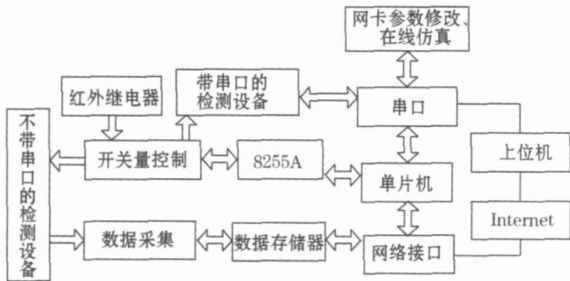 网卡参数修改、
在线仿真
红外继电器
带串口的
检测设备
串口
不带串口的检测设备
开关量控制
8255A
单片机
上位机
数据采集
数据存储器
网络接口
Internet